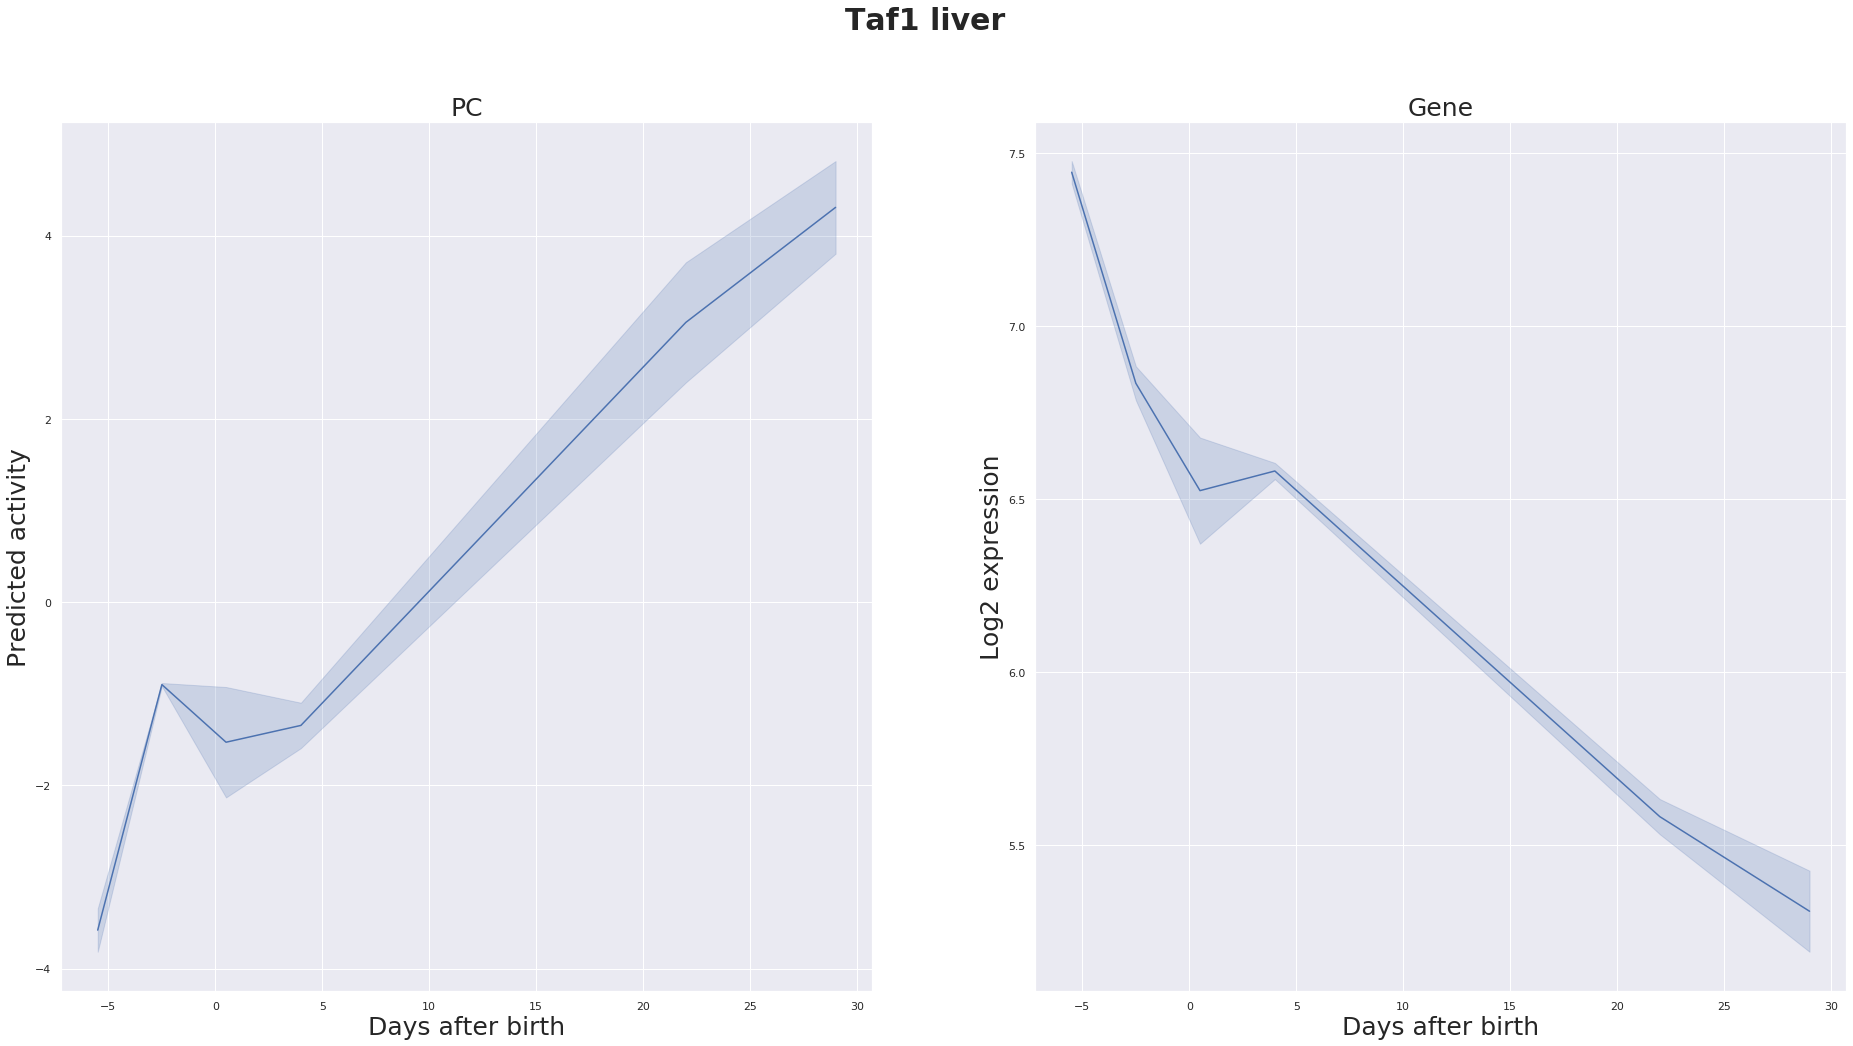 Taf1 liver
PC
Predicted activity
4
2
0
−2
−4
−5 0 5 10 15 20 25 30
Days after birth
Gene
Log2 expression
7.5
7.0
6.5
6.0
5.5
−5 0 5 10 15 20 25 30
Days after birth